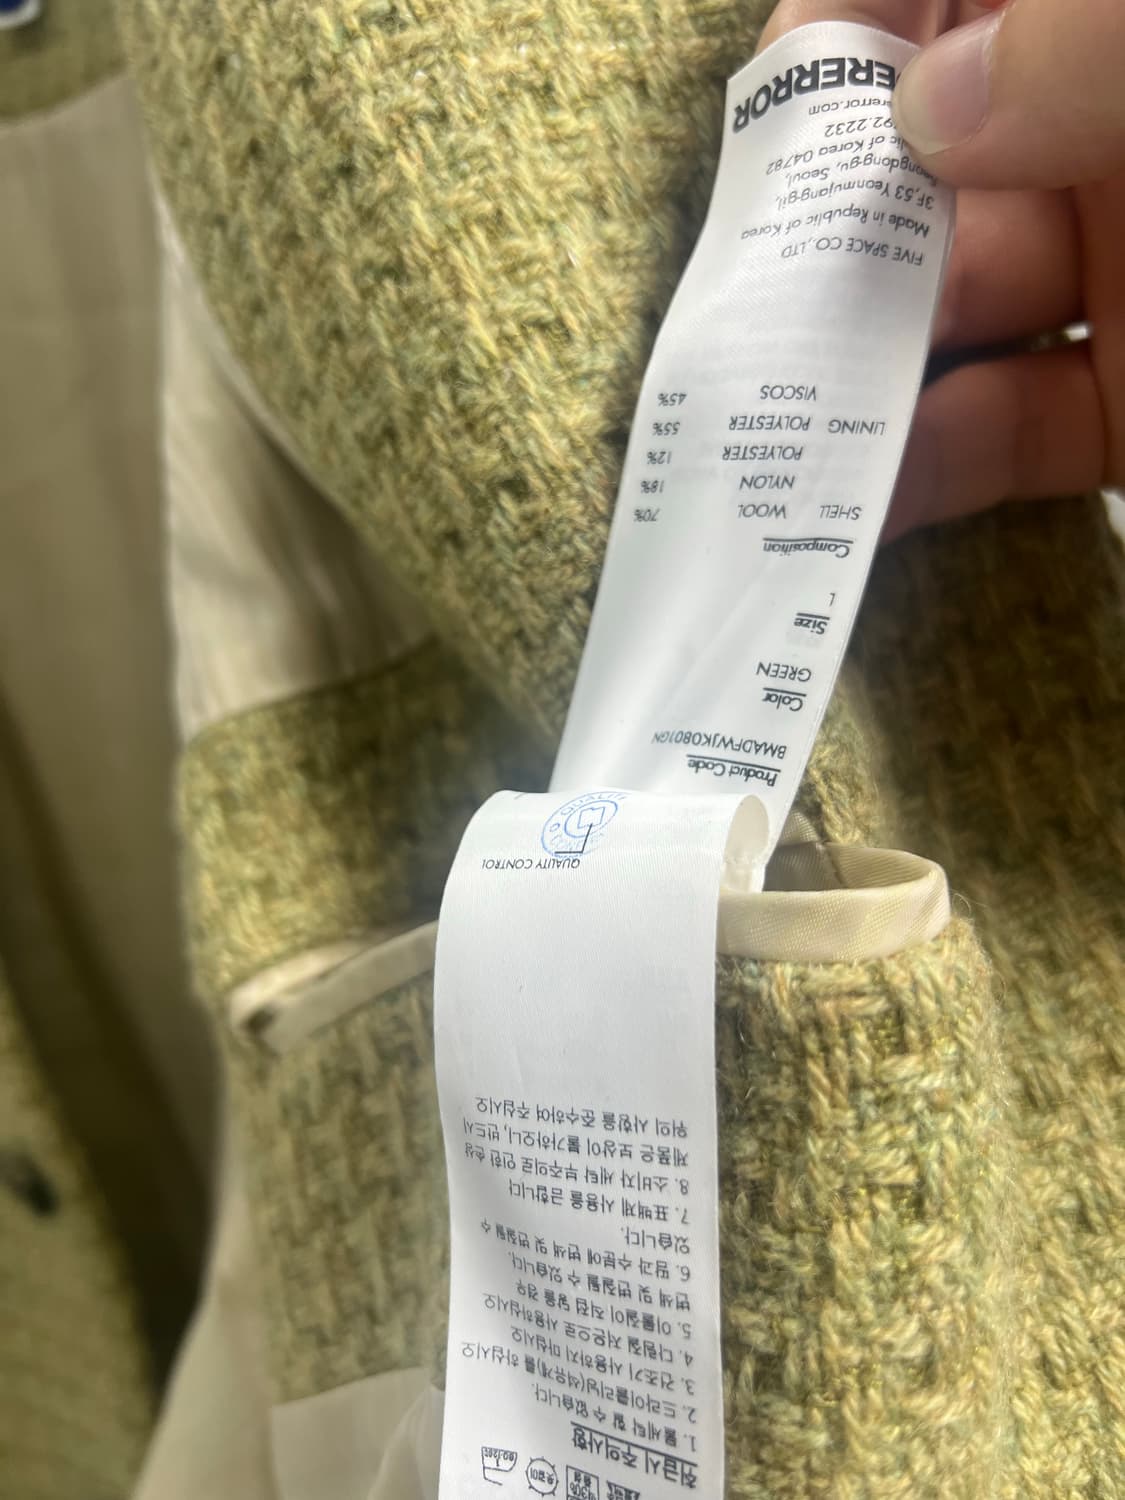 취급시 주의사항
1. 물세탁 할 수 없습니다.
2. 드라이클리닝(석유계)를 하십시오
3. 건조기 사용하지 마십시오
4. 다림질 저온으로 사용하십시오
5. 이물질이 직접 닿을 경우
변색 및 변질될 수 있습니다.
6. 땀과 수분에 변색 및 변질될 수
있습니다.
7. 표백제 사용을 금합니다
8. 소비자 세탁 부주의로 인한 손상
제품은 보상이 불가하오니, 반드시
위의 사항을 준수하여 주십시오
QUALITY CONTROL
Product Code
BMADFWJK0801GN
Color
GREEN
Size
L
Composition
SHELL WOOL 70%
NYLON 18%
POLYESTER 12%
LINING POLYESTER 55%
VISCOS 45%
FIVE SPACE CO., LTD
Made in Republic of Korea
3F, 53 Yeonmujang-gil,
Seongdong-gu, Seoul,
of Korea 04782
92.2232
ererror.com
ERERROR